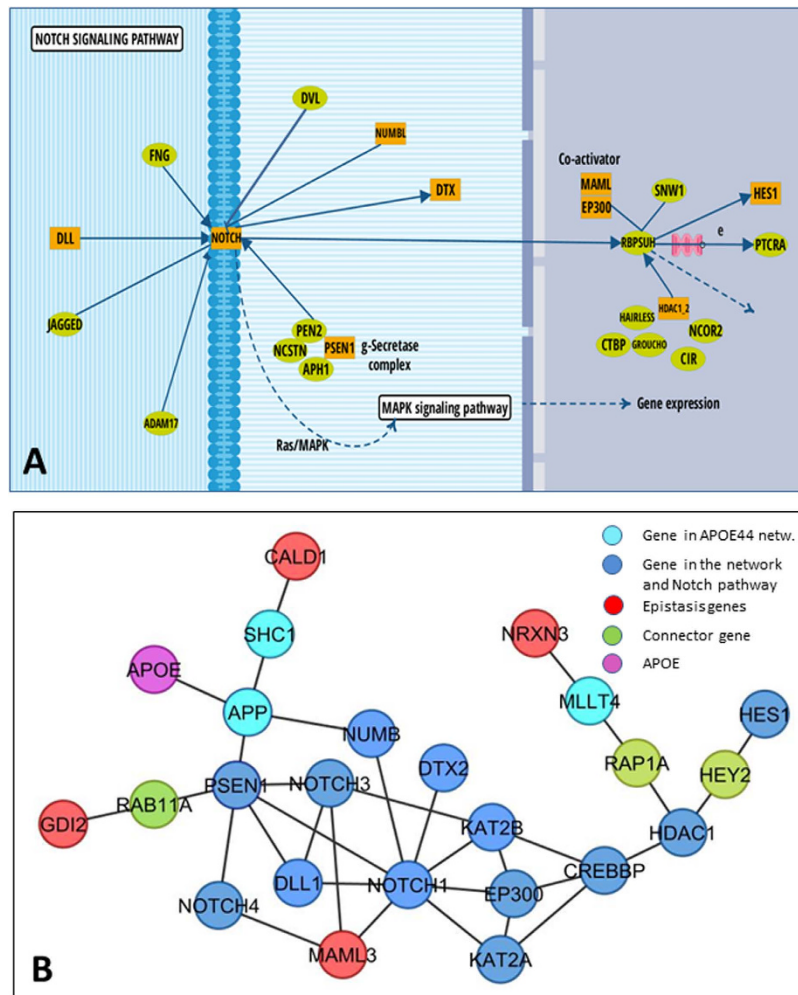 NOTCH SIGNALING PATHWAY
DVL
NUMBL
FNG
DTX
DLL
NOTCH
JAGGED
PEN2
NCSTN
PSEN1
APH1
g-Secretase
complex
ADAM17
Ras/MAPK
MAPK signaling pathway
Gene expression
Co-activator
MAML
EP300
SNW1
HES1
RBPSUH
e
PTCRA
HDAC1_2
HAIRLESS
NCOR2
CTBP
GROUCHO
CIR
A
Gene in APOE44 netw.
Gene in the network
and Notch pathway
Epistasis genes
Connector gene
APOE
CALD1
SHC1
NRXN3
APOE
MLLT4
APP
HES1
NUMB
DTX2
RAP1A
HEY2
PSEN1
NOTCH3
RAB11A
GDI2
KAT2B
HDAC1
DLL1
NOTCH1
EP300
CREBBP
NOTCH4
MAML3
KAT2A
B